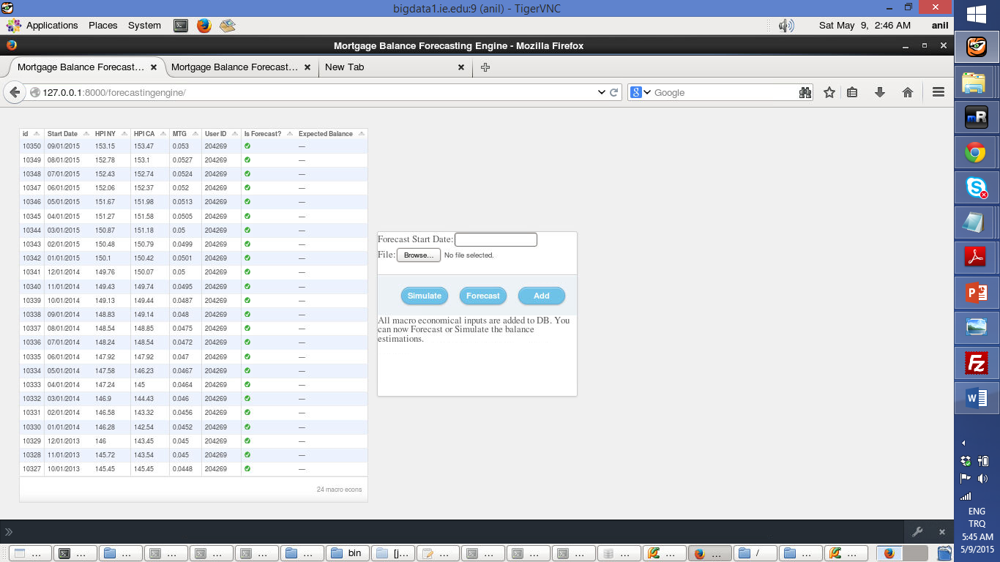 bigdata1.ie.edu:9 (anil) - TigerVNC
Applications Places System Sat May 9, 2:46 AM anil
Mortgage Balance Forecasting Engine - Mozilla Firefox
Mortgage Balance Forecast... Mortgage Balance Forecast... New Tab
127.0.0.1:8000/forecastingengine/ 8 Google
id Start Date HPI NY HPI CA MTG User ID Is Forecast? Expected Balance
10350 09/01/2015 153.15 153.47 0.053 204269 —
10349 08/01/2015 152.78 153.1 0.0527 204269 —
10348 07/01/2015 152.43 152.74 0.0524 204269 —
10347 06/01/2015 152.06 152.37 0.052 204269 —
10346 05/01/2015 151.67 151.98 0.0513 204269 —
10345 04/01/2015 151.27 151.58 0.0505 204269 —
10344 03/01/2015 150.87 151.18 0.05 204269 —
10343 02/01/2015 150.48 150.79 0.0499 204269 —
10342 01/01/2015 150.1 150.42 0.0501 204269 —
10341 12/01/2014 149.76 150.07 0.05 204269 —
10340 11/01/2014 149.43 149.74 0.0495 204269 —
10339 10/01/2014 149.13 149.44 0.0487 204269 —
10338 09/01/2014 148.83 149.14 0.048 204269 —
10337 08/01/2014 148.54 148.85 0.0475 204269 —
10336 07/01/2014 148.24 148.54 0.0472 204269 —
10335 06/01/2014 147.92 147.92 0.047 204269 —
10334 05/01/2014 147.58 146.23 0.0467 204269 —
10333 04/01/2014 147.24 145 0.0464 204269 —
10332 03/01/2014 146.9 144.43 0.046 204269 —
10331 02/01/2014 146.58 143.32 0.0456 204269 —
10330 01/01/2014 146.28 142.54 0.0452 204269 —
10329 12/01/2013 146 143.45 0.045 204269 —
10328 11/01/2013 145.72 143.54 0.045 204269 —
10327 10/01/2013 145.45 145.45 0.0448 204269 —
24 macro econs
Forecast Start Date:
File: Browse... No file selected.
Simulate Forecast Add
All macro economical inputs are added to DB. You
can now Forecast or Simulate the balance
estimations.
... ... ... ... ... ... ... bin [j... ... ... ... ... ... ... ... / ... ...
mR
S
P
Fz
W
ENG
TRQ
5:45 AM
5/9/2015